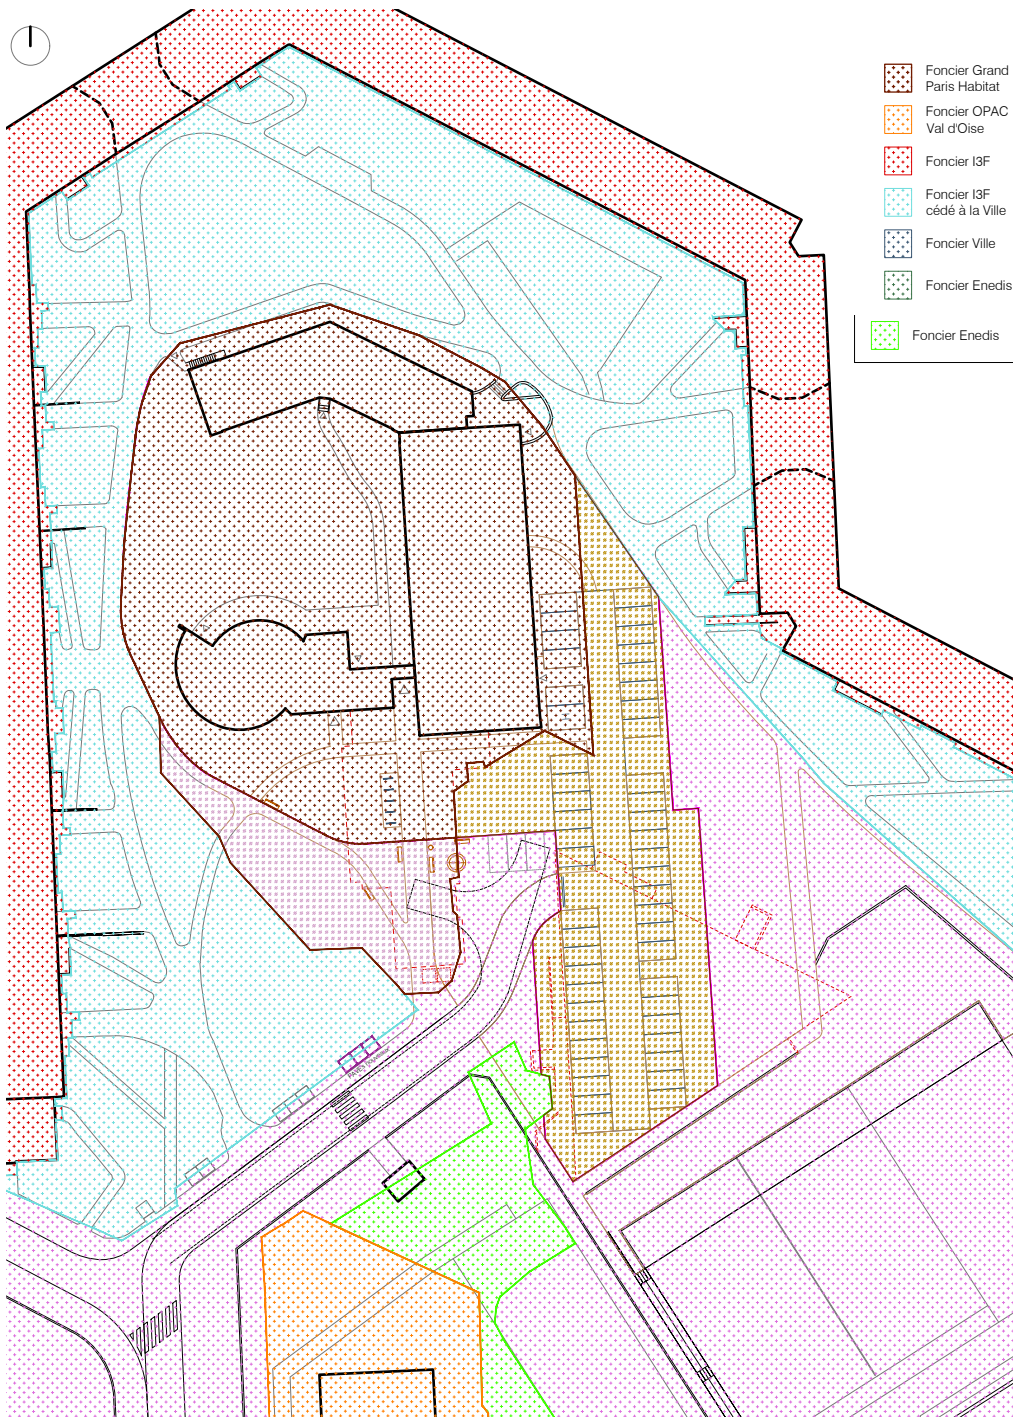 Foncier Grand
Paris Habitat
Foncier OPAC
Val d'Oise
Foncier I3F
Foncier I3F
cédé à la Ville
Foncier Ville
Foncier Enedis
Foncier Enedis